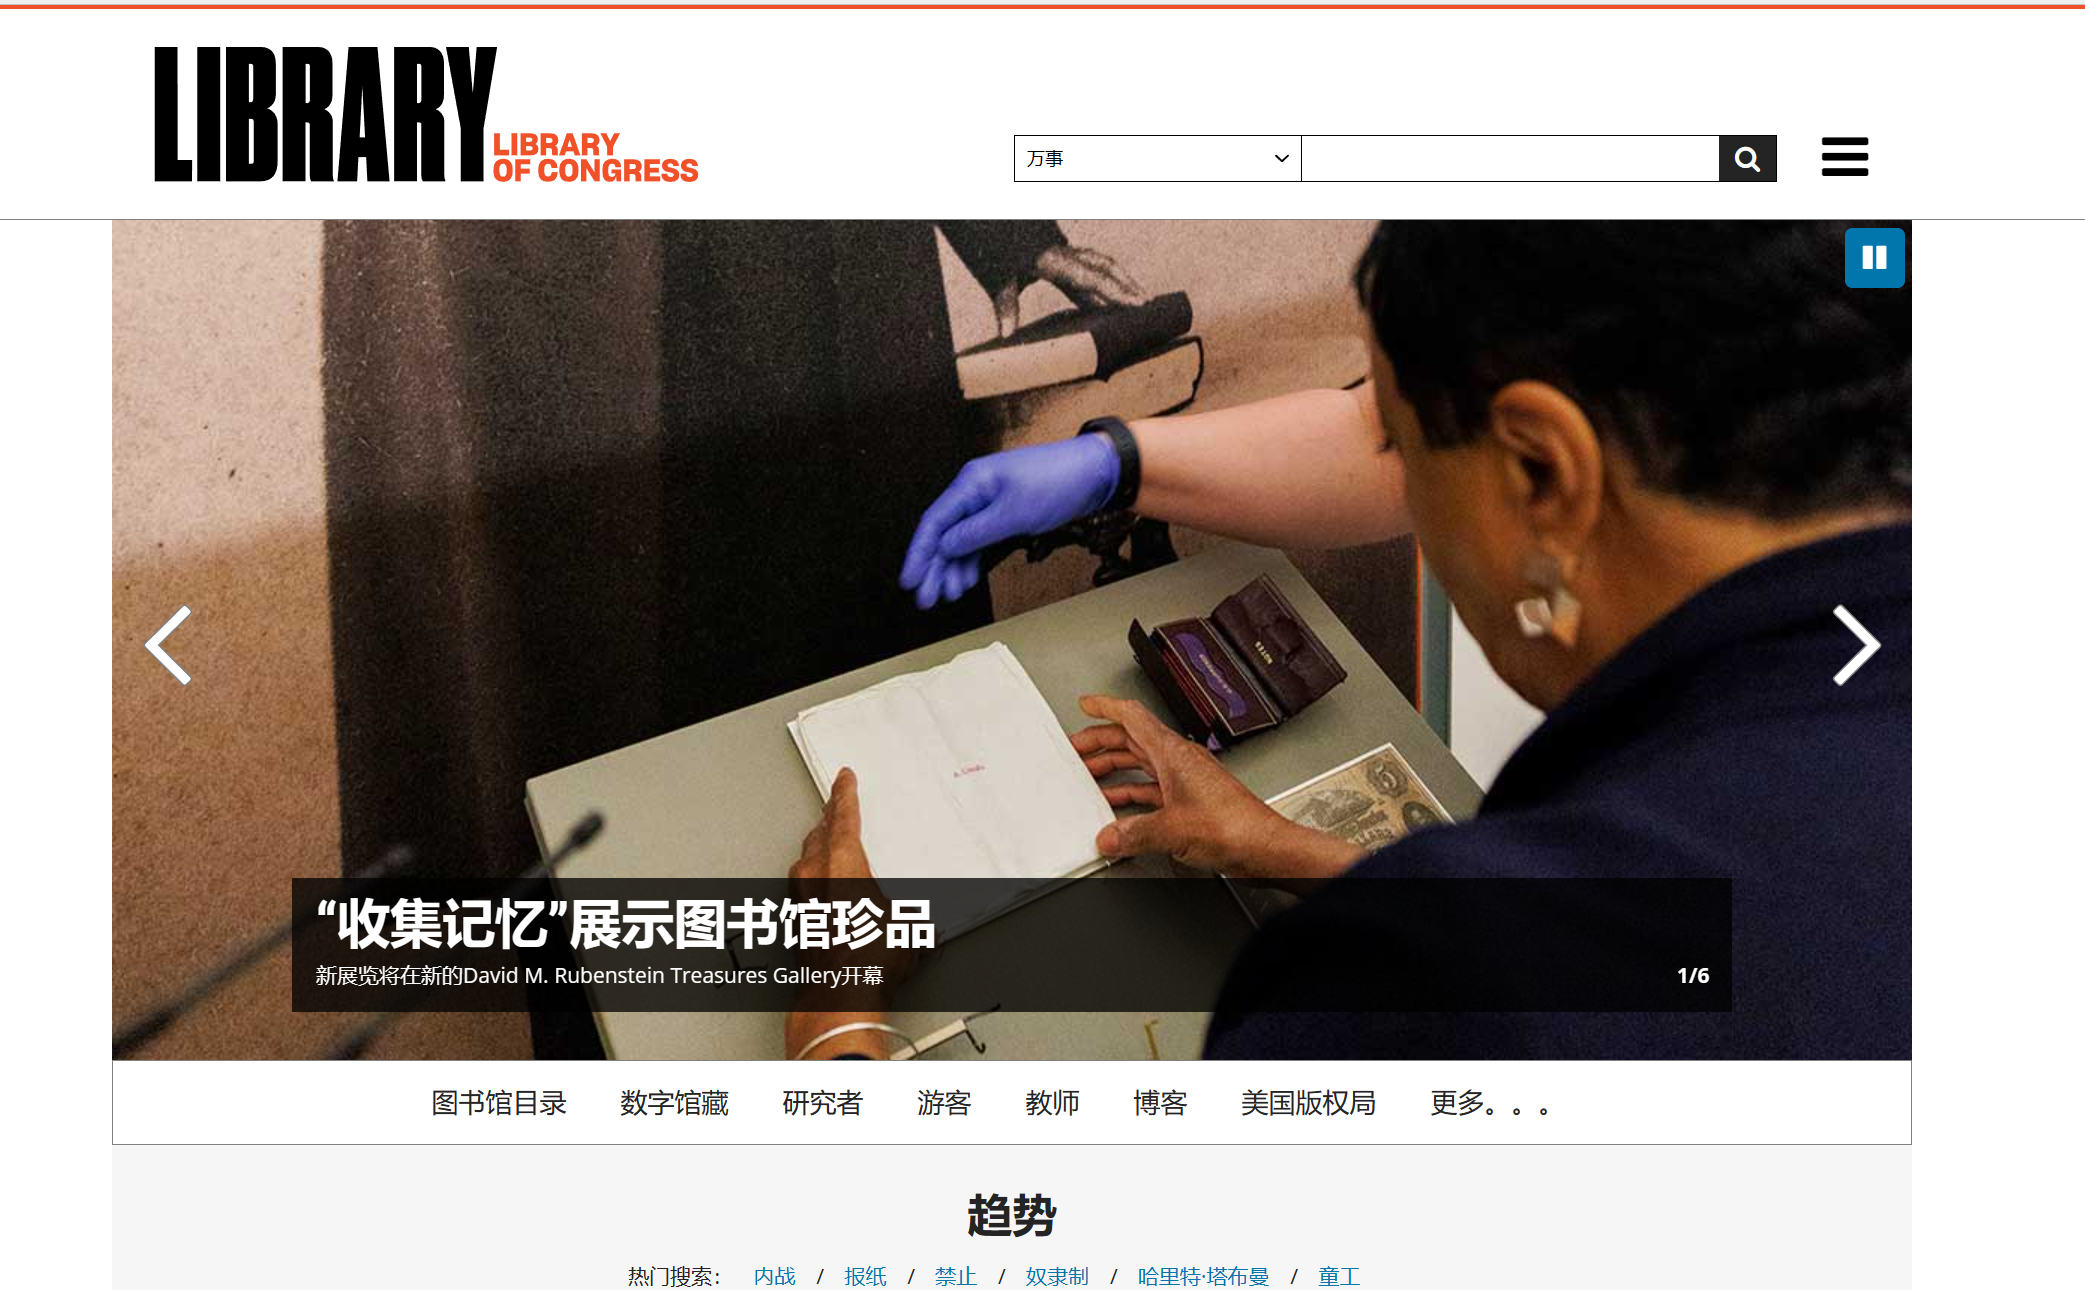 LIBRARY
LIBRARY
OF CONGRESS
万事
“收集记忆”展示图书馆珍品
新展览将在新的David M. Rubenstein Treasures Gallery开幕
1/6
图书馆目录 数字馆藏 研究者 游客 教师 博客 美国版权局 更多。。。
趋势
热门搜索： 内战 / 报纸 / 禁止 / 奴隶制 / 哈里特·塔布曼 / 童工